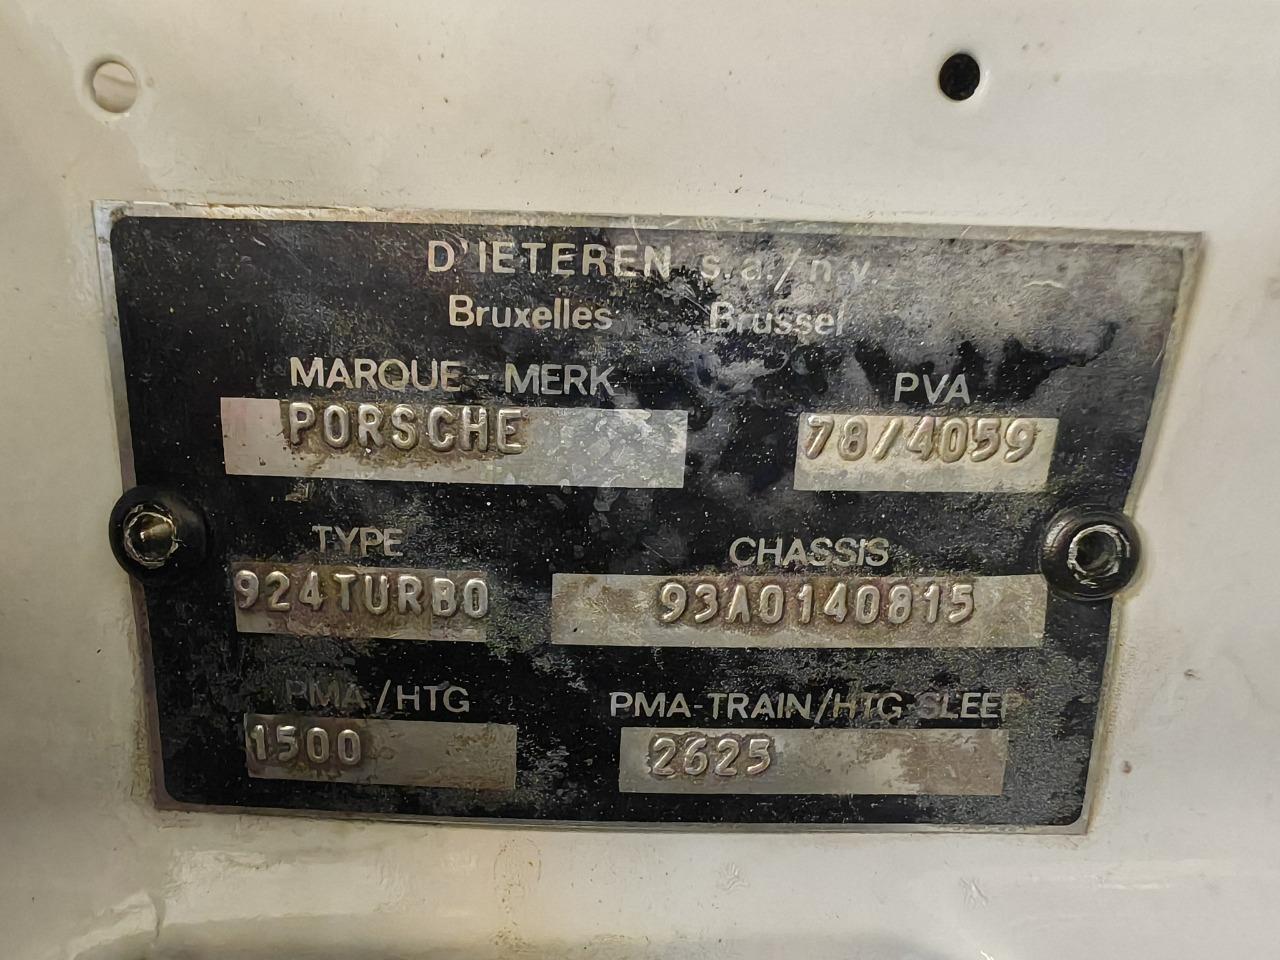 D'IETEREN s.a./n.v.
Bruxelles Brussel
MARQUE - MERK PVA
PORSCHE 78/4059
TYPE CHASSIS
924TURBO 93A0140815
PMA/HTG PMA-TRAIN/HTG-SLEEP
1500 2625